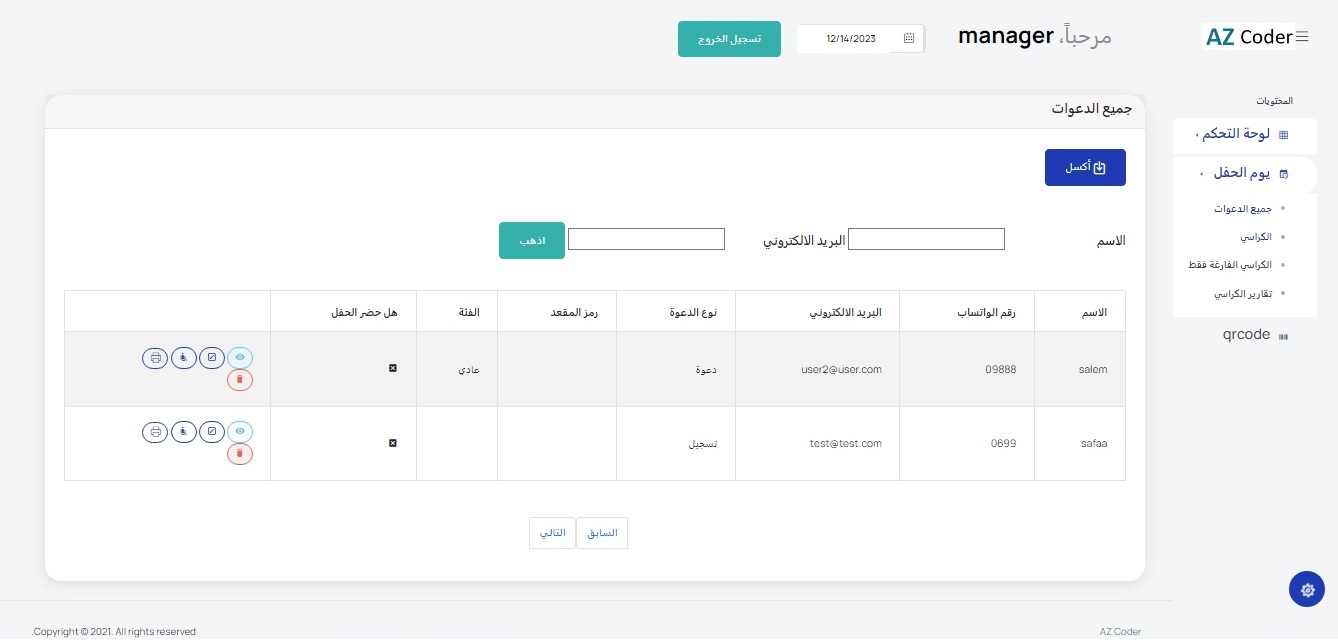 AZ Coder
مرحباً، manager
12/14/2023
تسجيل الخروج
المحتويات
لوحة التحكم
يوم الحفل
جميع الدعوات
الكراسي
الكراسي الفارغة فقط
تقارير الكراسي
qrcode
جميع الدعوات
أكسل
الاسم البريد الالكتروني اذهب
الاسم رقم الواتساب البريد الالكتروني نوع الدعوة رمز المقعد الفئة هل حضر الحفل
salem 09888 user2@user.com دعوة عادي
safaa 0699 test@test.com تسجيل
السابق التالي
AZ Coder
Copyright © 2021. All rights reserved.